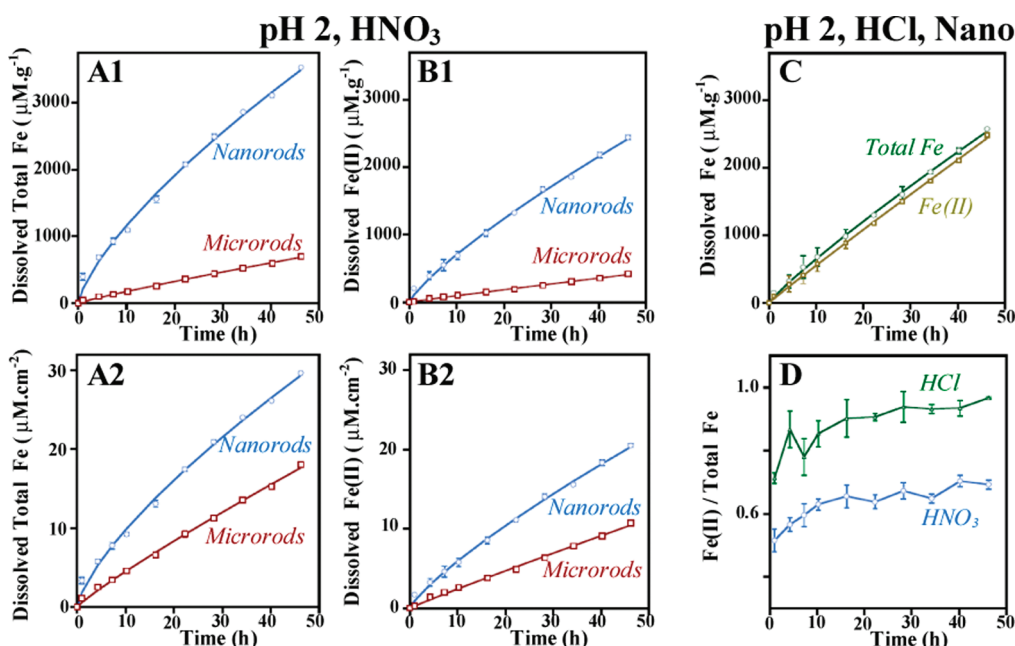 pH 2, HNO₃
pH 2, HCl, Nano
A1
Dissolved Total Fe (μM.g⁻¹)
3000
2000
1000
0
Nanorods
Microrods
0 10 20 30 40 50
Time (h)
B1
Dissolved Fe(II) (μM.g⁻¹)
3000
2000
1000
0
Nanorods
Microrods
0 10 20 30 40 50
Time (h)
C
Dissolved Fe (μM.g⁻¹)
3000
2000
1000
0
Total Fe
Fe(II)
0 10 20 30 40 50
Time (h)
A2
Dissolved Total Fe (μM.cm⁻²)
30
20
10
0
Nanorods
Microrods
0 10 20 30 40 50
Time (h)
B2
Dissolved Fe(II) (μM.cm⁻²)
30
20
10
0
Nanorods
Microrods
0 10 20 30 40 50
Time (h)
D
Fe(II) / Total Fe
1.0
0.6
HCl
HNO₃
0 10 20 30 40 50
Time (h)